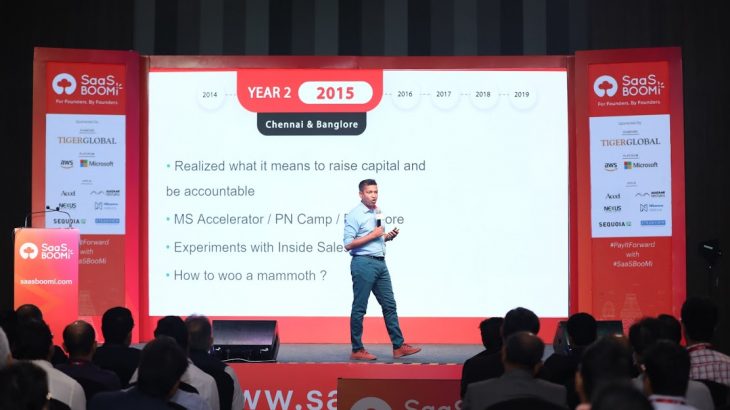 SaaS
BOOMi
For Founders. By Founders.
TIGERGLOBAL
aws
Microsoft
Accel
NEXUS
SEQUOIA
#PayItForward
with
#SaaSBooMi
SaaS
BOOMi
saasboomi.com
2014
YEAR 2
2015
2016
2017
2018
2019
Chennai & Banglore
• Realized what it means to raise capital and
be accountable
• MS Accelerator / PN Camp /
• Experiments with Inside
• How to woo a mammoth ?
SaaS
BOOMi
For Founders. By Founders.
TIGERGLOBAL
aws
Microsoft
Accel
NEXUS
SEQUOIA
#PayItForward
with
#SaaSBooMi
www.sa
SaaS